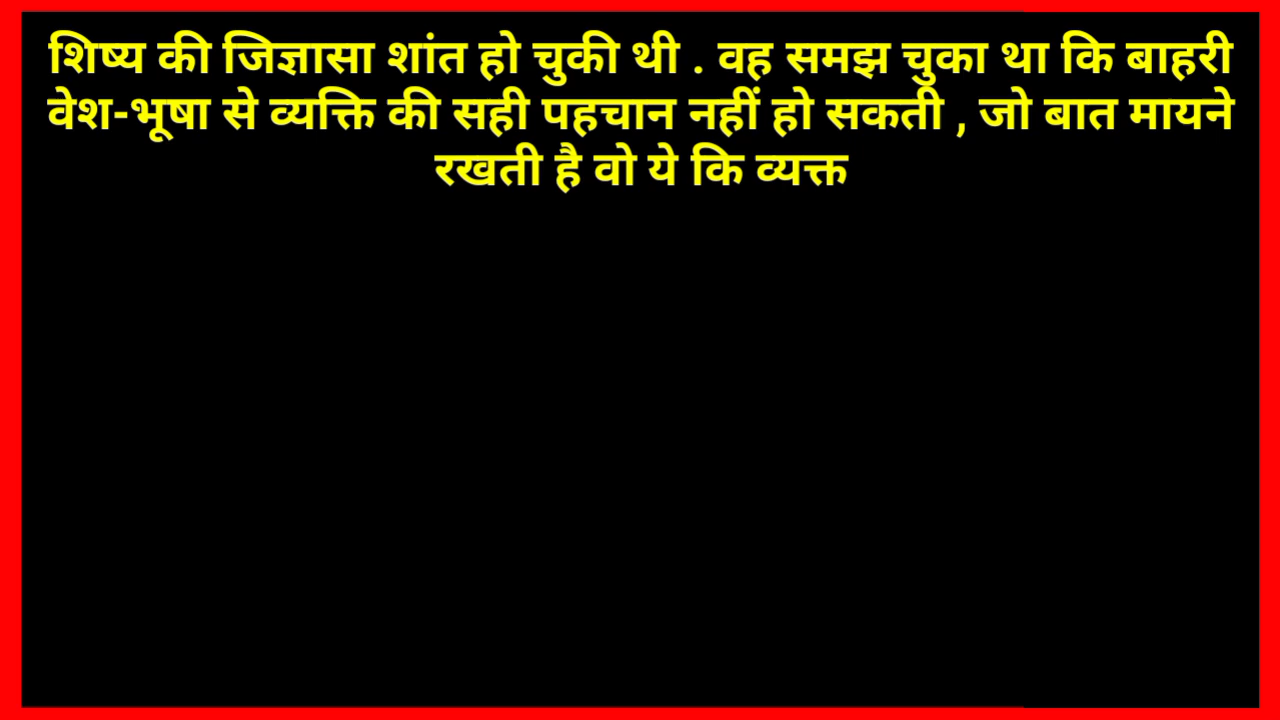 शिष्य की जिज्ञासा शांत हो चुकी थी . वह समझ चुका था कि बाहरी
वेश-भूषा से व्यक्ति की सही पहचान नहीं हो सकती , जो बात मायने
रखती है वो ये कि व्यक्त